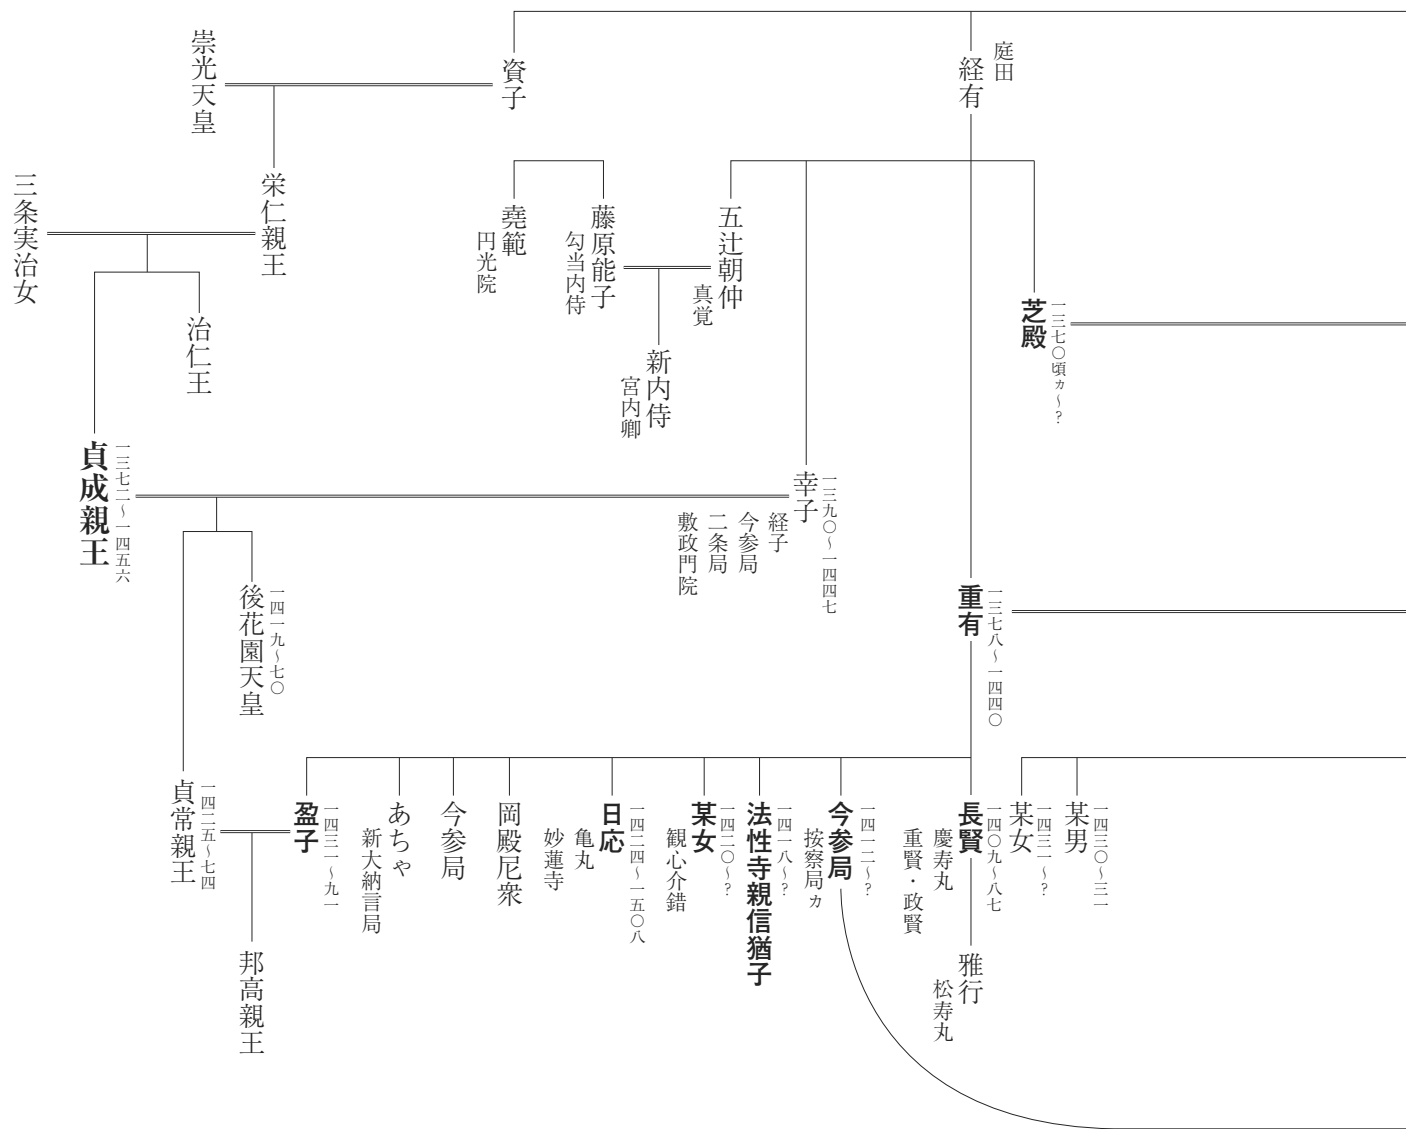 庭田
経有
資子
崇光天皇
芝殿
一三七〇頃ヵ〜?
五辻朝仲
真覚
藤原能子
勾当内侍
堯範
円光院
新内侍
宮内卿
栄仁親王
三条実治女
治仁王
貞成親王
一三七二〜一四五六
幸子
一三九〇〜一四四七
経子
今参局
二条局
敷政門院
重有
一三七八〜一四四〇
後花園天皇
一四一九〜七〇
貞常親王
一四二五〜七四
某男
一四三〇〜三一
某女
一四三一〜?
長賢
一四〇九〜八七
慶寿丸
重賢・政賢
雅行
松寿丸
今参局
一四一二〜?
按察局ヵ
法性寺親信猶子
一四一八〜?
某女
一四二〇〜?
観心介錯
日応
一四二四〜一五〇八
亀丸
妙蓮寺
岡殿尼衆
今参局
あちゃ
新大納言局
盈子
一四三一〜九一
邦高親王